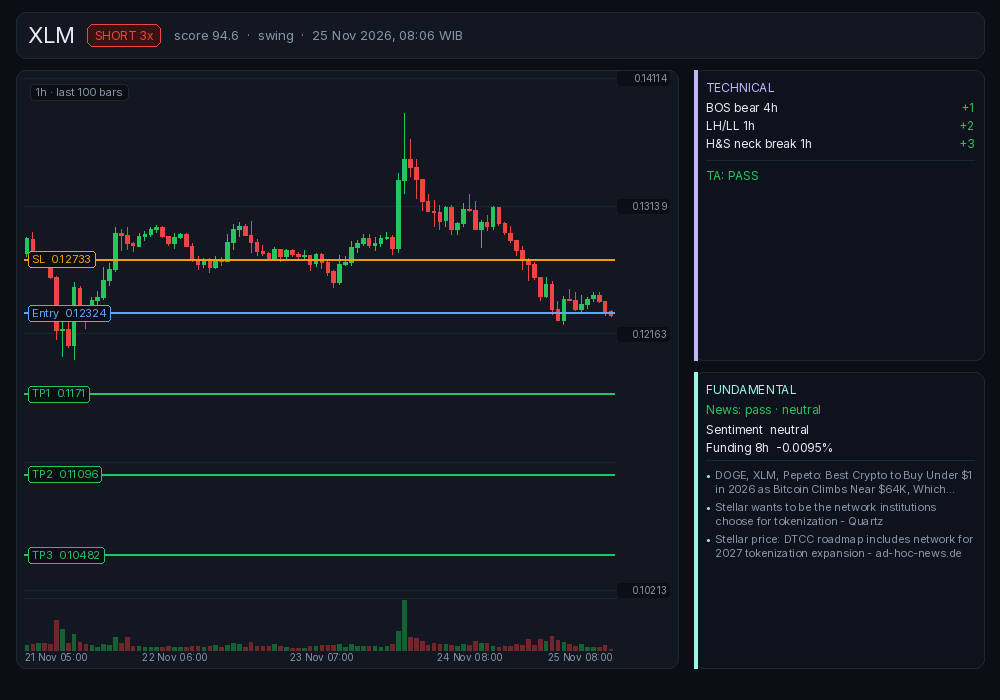 XLM SHORT 3x score 94.6 · swing · 25 Nov 2026, 08:06 WIB
1h · last 100 bars
0.14114
0.13139
SL 0.12733
Entry 0.12324
0.12163
TP1 0.1171
TP2 0.11096
TP3 0.10482
0.10213
21 Nov 05:00 22 Nov 06:00 23 Nov 07:00 24 Nov 08:00 25 Nov 08:00
TECHNICAL
BOS bear 4h +1
LH/LL 1h +2
H&S neck break 1h +3
TA: PASS
FUNDAMENTAL
News: pass · neutral
Sentiment neutral
Funding 8h -0.0095%
• DOGE, XLM, Pepeto: Best Crypto to Buy Under $1
in 2026 as Bitcoin Climbs Near $64K, Which...
• Stellar wants to be the network institutions
choose for tokenization - Quartz
• Stellar price: DTCC roadmap includes network for
2027 tokenization expansion - ad-hoc-news.de